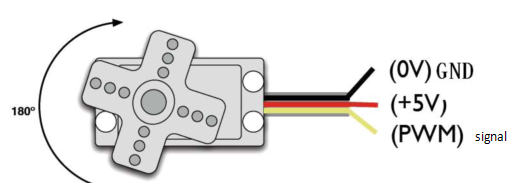 (0V) GND
180°
(+5V)
(PWM) signal